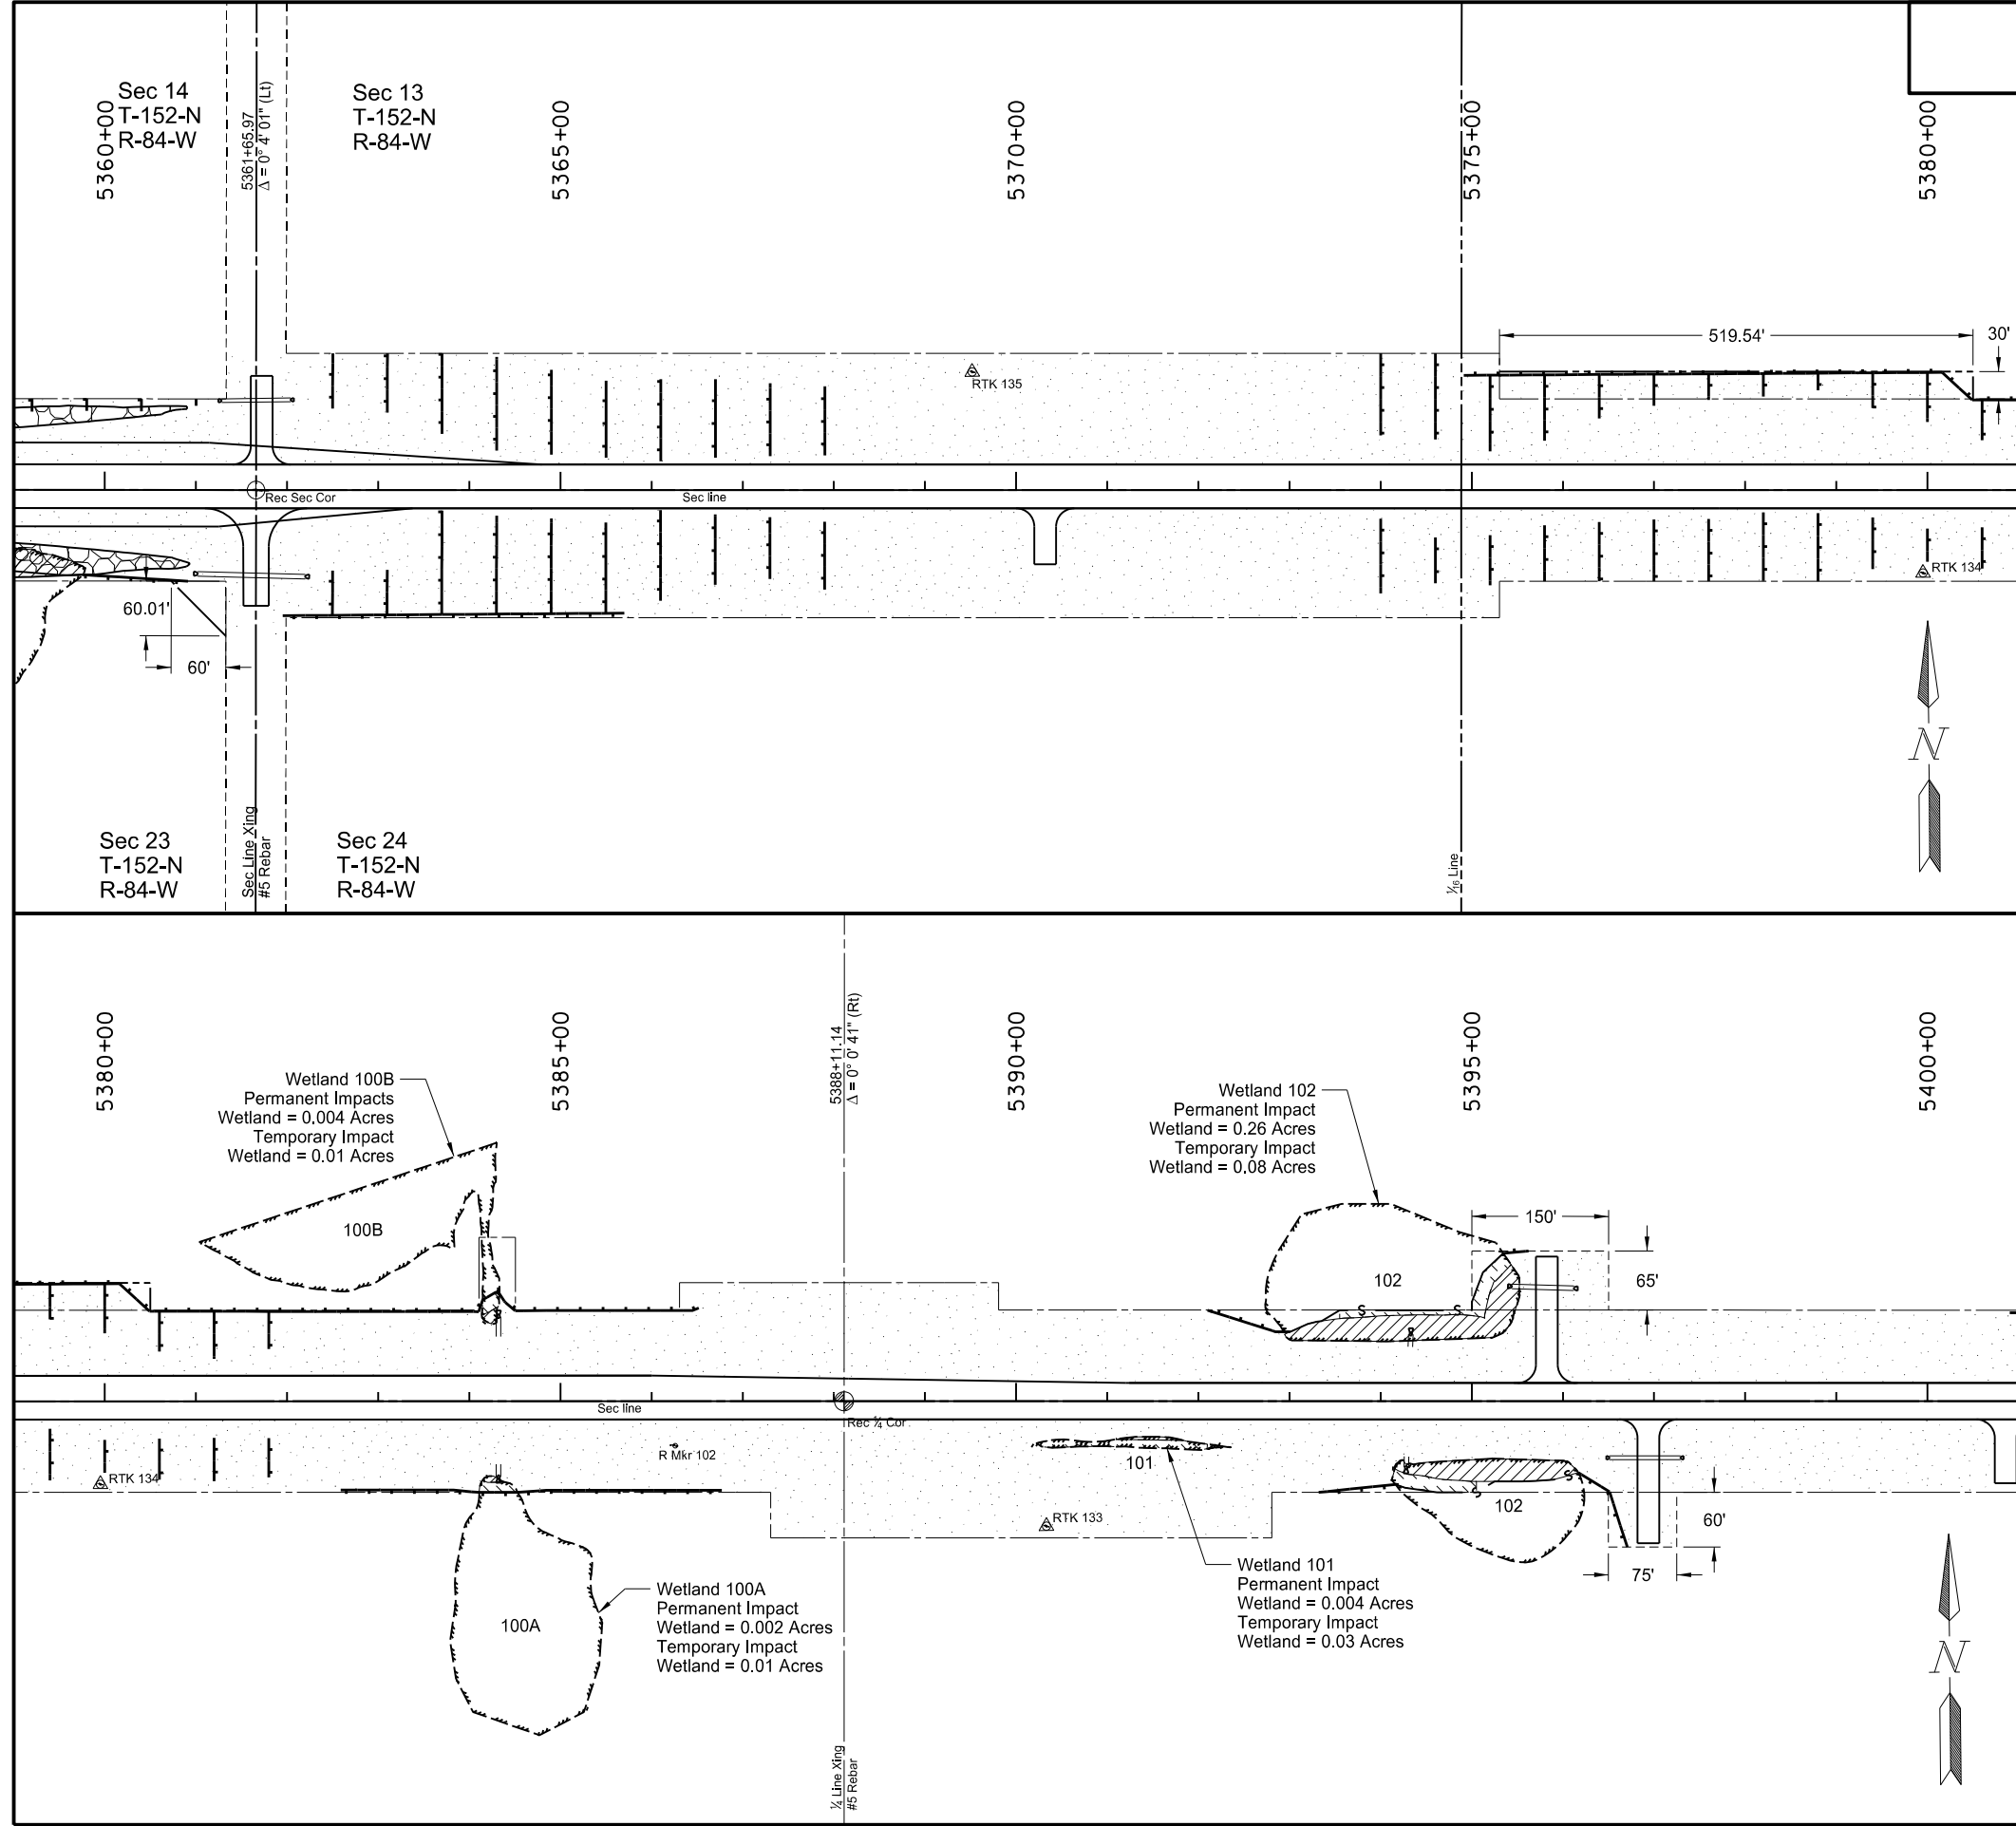 Sec 14
T-152-N
R-84-W
Sec 13
T-152-N
R-84-W
5360+00
5361+65.97
Δ = 0° 4' 01" (Lt)
5365+00
5370+00
5375+00
5380+00
519.54'
30'
RTK 135
Rec Sec Cor
Sec line
RTK 134
60.01'
60'
N
Sec 23
T-152-N
R-84-W
Sec Line Xing
#5 Rebar
Sec 24
T-152-N
R-84-W
1/16 Line
5380+00
5385+00
5388+11.14
Δ = 0° 0' 41" (Rt)
5390+00
5395+00
5400+00
Wetland 100B
Permanent Impacts
Wetland = 0.004 Acres
Temporary Impact
Wetland = 0.01 Acres
Wetland 102
Permanent Impact
Wetland = 0.26 Acres
Temporary Impact
Wetland = 0.08 Acres
100B
150'
102
65'
S
S
Sec line
Rec ¼ Cor
R Mkr 102
RTK 134
101
S
S
102
RTK 133
60'
75'
Wetland 101
Permanent Impact
Wetland = 0.004 Acres
Temporary Impact
Wetland = 0.03 Acres
Wetland 100A
Permanent Impact
Wetland = 0.002 Acres
Temporary Impact
Wetland = 0.01 Acres
100A
N
¼ Line Xing
#5 Rebar